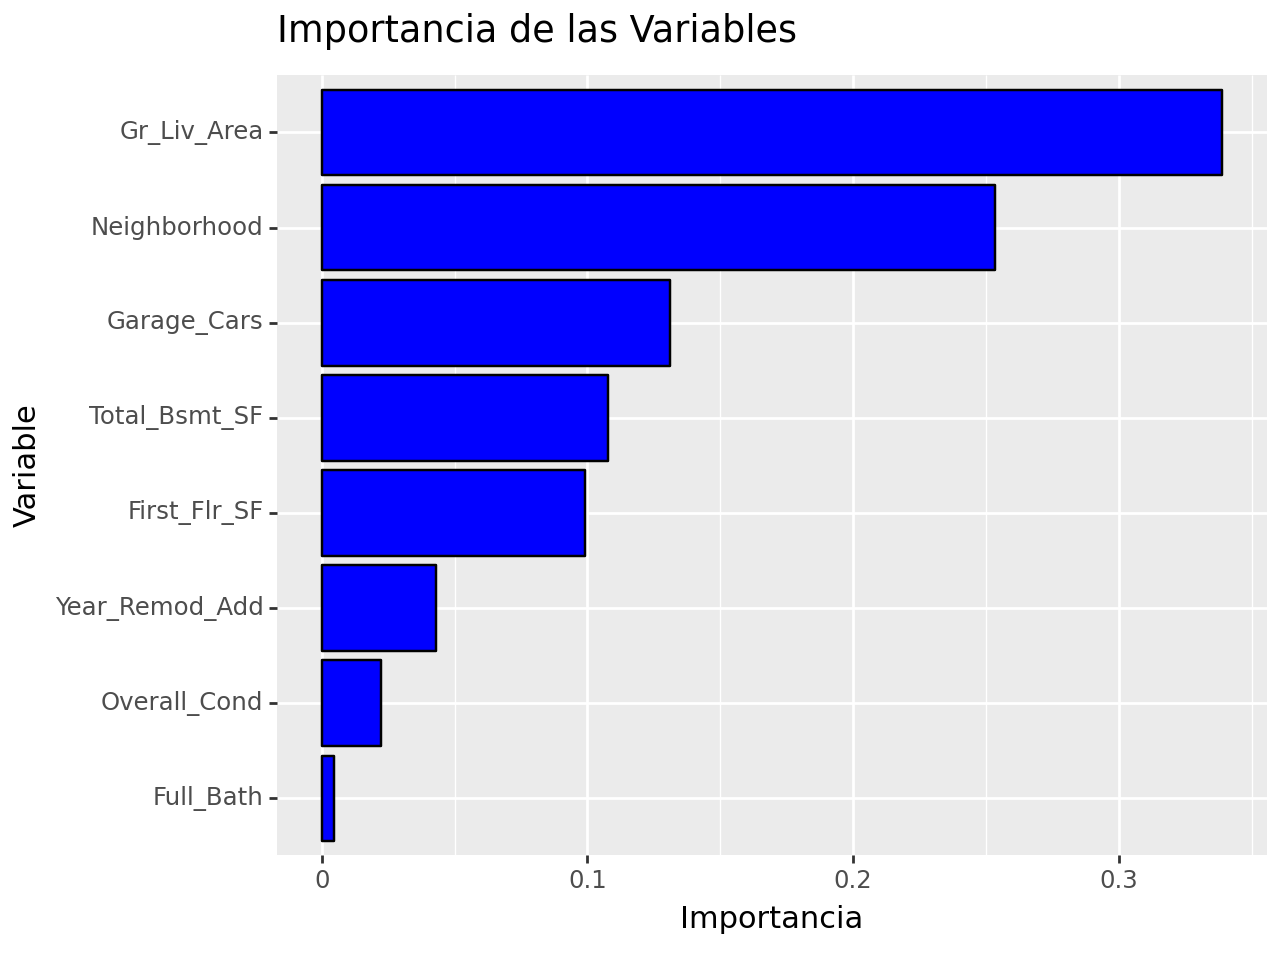 Importancia de las Variables
Gr_Liv_Area
Neighborhood
Garage_Cars
Total_Bsmt_SF
First_Flr_SF
Year_Remod_Add
Overall_Cond
Full_Bath
Variable
0 0.1 0.2 0.3
Importancia